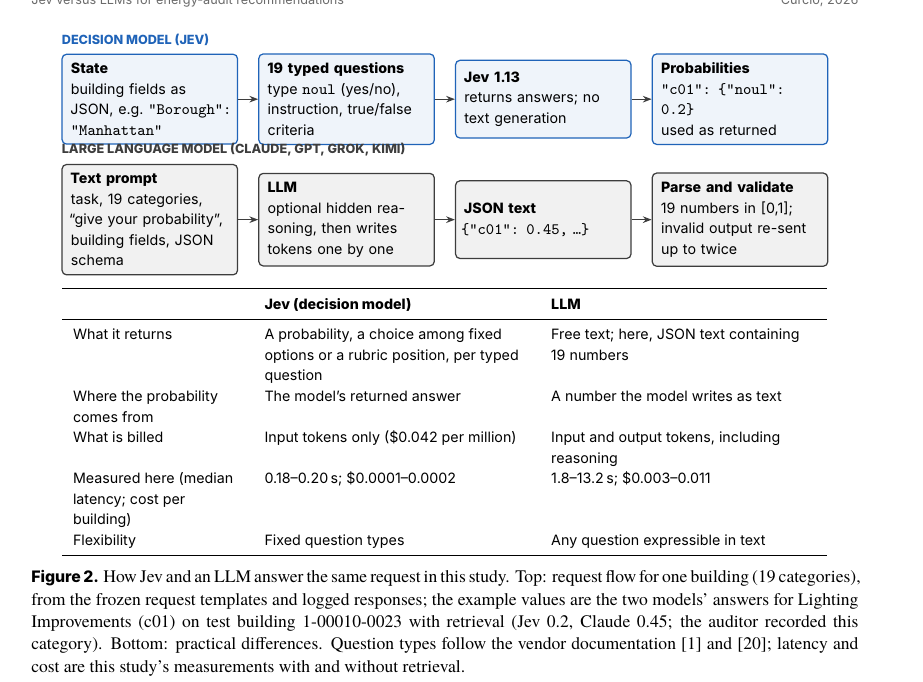 Jev versus LLMs for energy-audit recommendations
Curcio, 2026
DECISION MODEL (JEV)
State
building fields as
JSON, e.g. "Borough":
"Manhattan"
19 typed questions
type noul (yes/no),
instruction, true/false
criteria
Jev 1.13
returns answers; no
text generation
Probabilities
"c01": {"noul":
0.2}
used as returned
LARGE LANGUAGE MODEL (CLAUDE, GPT, GROK, KIMI)
Text prompt
task, 19 categories,
“give your probability”,
building fields, JSON
schema
LLM
optional hidden rea-
soning, then writes
tokens one by one
JSON text
{"c01": 0.45, …}
Parse and validate
19 numbers in [0,1];
invalid output re-sent
up to twice
Jev (decision model)
LLM
What it returns
A probability, a choice among fixed
options or a rubric position, per typed
question
Free text; here, JSON text containing
19 numbers
Where the probability
comes from
The model’s returned answer
A number the model writes as text
What is billed
Input tokens only ($0.042 per million)
Input and output tokens, including
reasoning
Measured here (median
latency; cost per
building)
0.18–0.20 s; $0.0001–0.0002
1.8–13.2 s; $0.003–0.011
Flexibility
Fixed question types
Any question expressible in text
Figure 2. How Jev and an LLM answer the same request in this study. Top: request flow for one building (19 categories),
from the frozen request templates and logged responses; the example values are the two models’ answers for Lighting
Improvements (c01) on test building 1-00010-0023 with retrieval (Jev 0.2, Claude 0.45; the auditor recorded this
category). Bottom: practical differences. Question types follow the vendor documentation [1] and [20]; latency and
cost are this study’s measurements with and without retrieval.